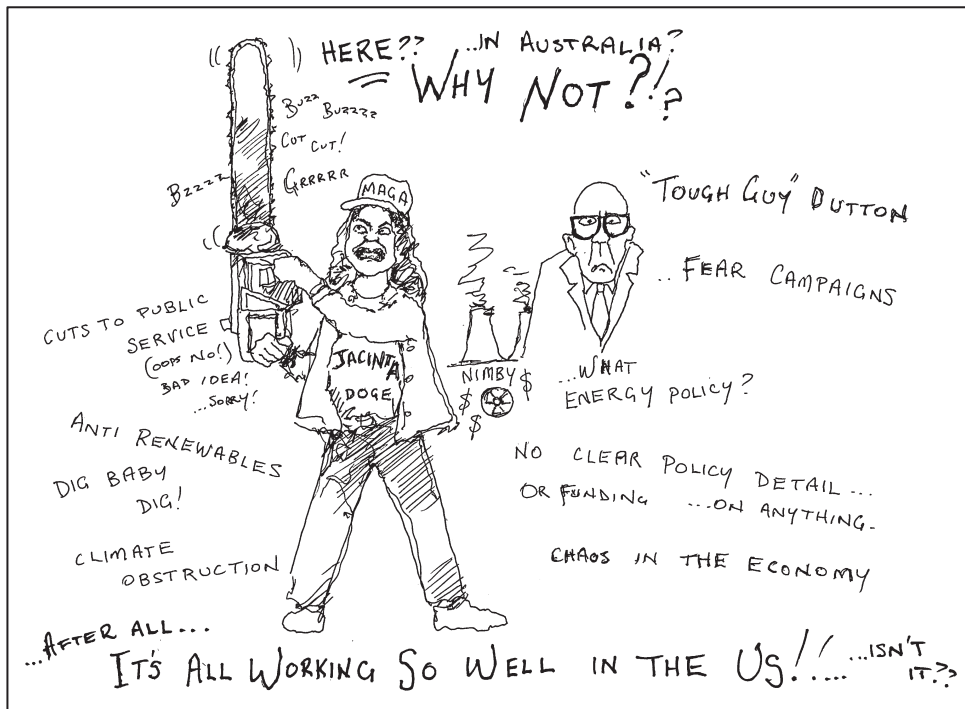 HERE?? ...IN AUSTRALIA?
WHY NOT?!?
BUZZ
BUZZZZ
CUT CUT!
BZZZZ
GRRRRR
MAGA
"TOUGH GUY" DUTTON
.. FEAR CAMPAIGNS
CUTS TO PUBLIC
SERVICE
(OOPS NO!)
BAD IDEA!
...SORRY!
JACINTA
DOGE
NIMBY $
$
$
...WHAT
ENERGY POLICY?
ANTI RENEWABLES
DIG BABY
DIG!
NO CLEAR POLICY DETAIL...
OR FUNDING ...ON ANYTHING-
CLIMATE
OBSTRUCTION
CHAOS IN THE ECONOMY
...AFTER ALL...
IT'S ALL WORKING SO WELL IN THE US!!... ...ISN'T
IT??